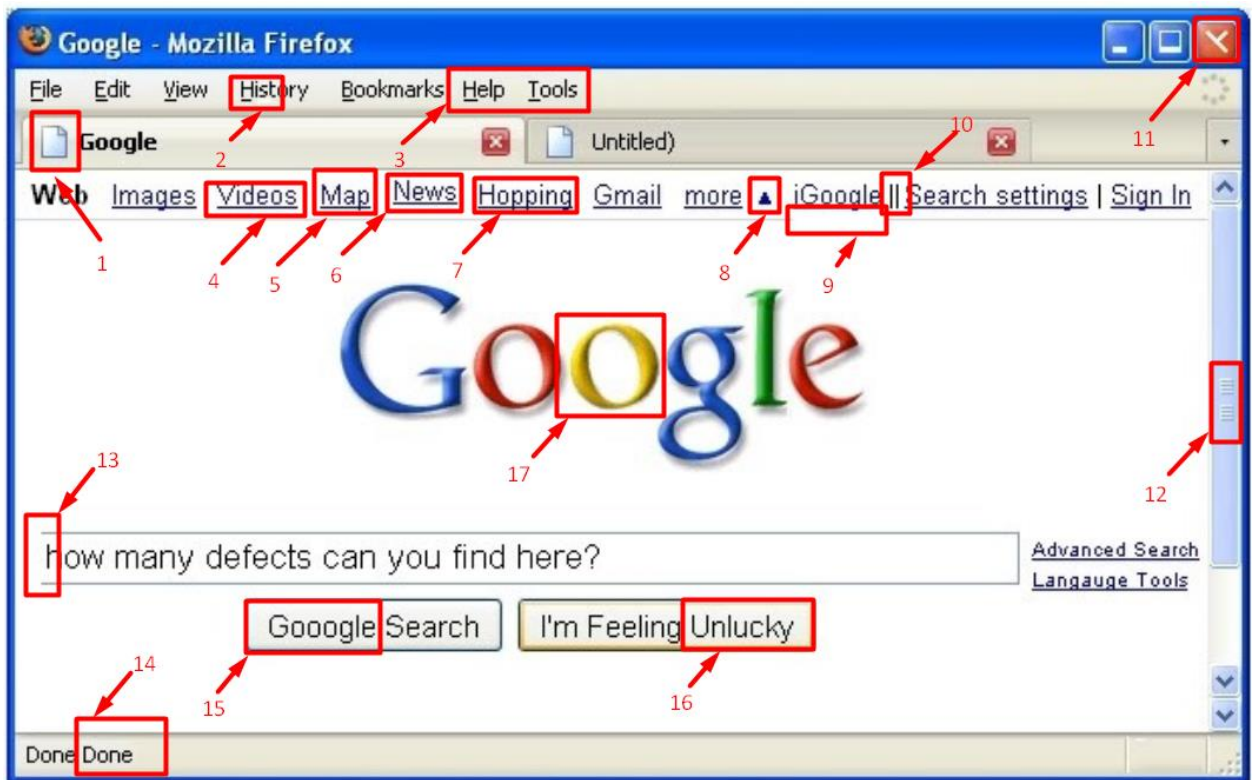 Google - Mozilla Firefox
File Edit View History Bookmarks Help Tools
Google Untitled)
1 2 3 10 11
Web Images Videos Map News Hopping Gmail more ▲ iGoogle || Search settings | Sign In
4 5 6 7 8 9
Google
17 12
13
how many defects can you find here?
Advanced Search
Langauge Tools
Gooogle Search I'm Feeling Unlucky
14 15 16
Done Done